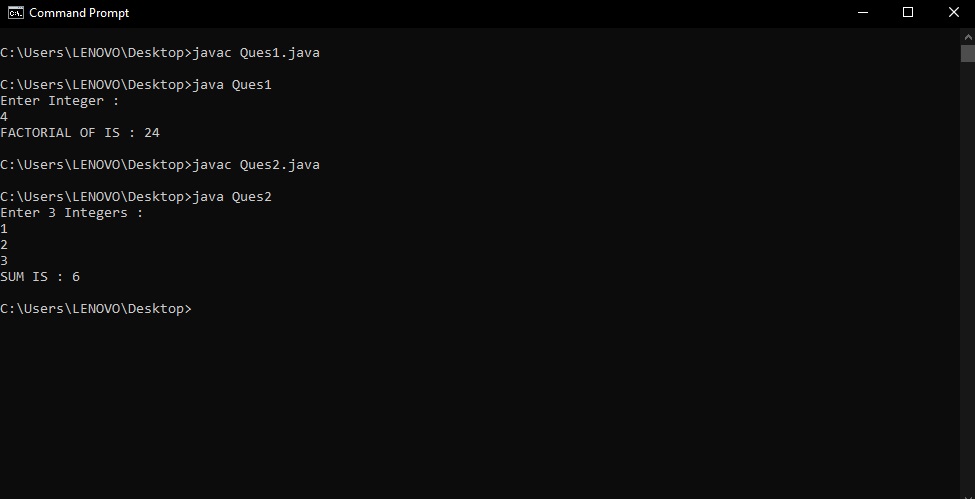 Command Prompt
C:\Users\LENOVO\Desktop>javac Ques1.java
C:\Users\LENOVO\Desktop>java Ques1
Enter Integer :
4
FACTORIAL OF IS : 24
C:\Users\LENOVO\Desktop>javac Ques2.java
C:\Users\LENOVO\Desktop>java Ques2
Enter 3 Integers :
1
2
3
SUM IS : 6
C:\Users\LENOVO\Desktop>